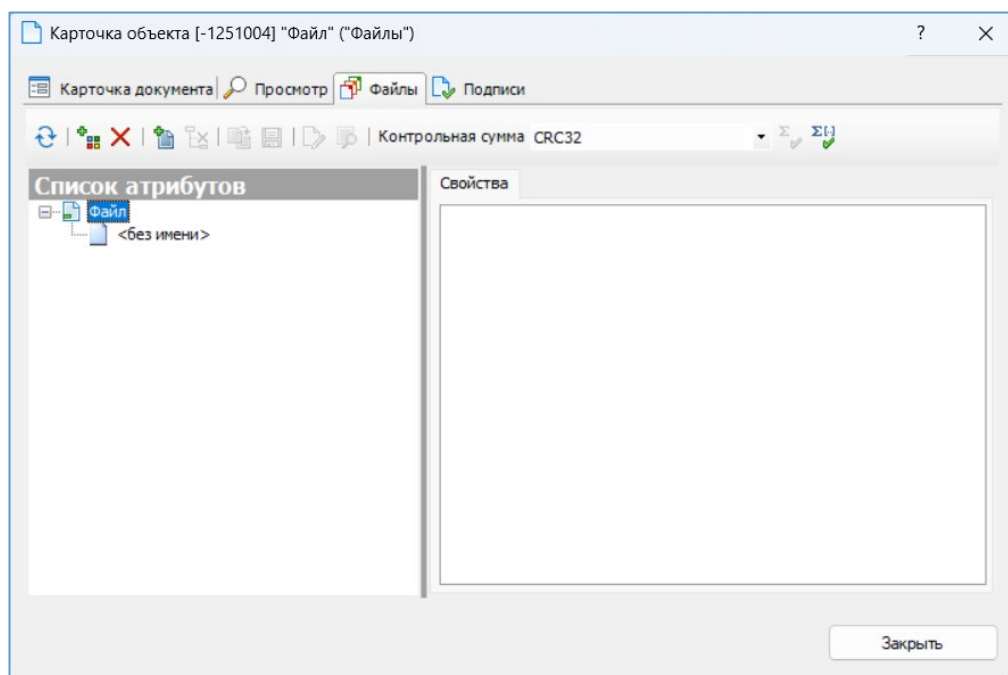 Карточка объекта [-1251004] "Файл" ("Файлы")
?
Карточка документа Просмотр Файлы Подписи
Контрольная сумма CRC32
Список атрибутов
Свойства
Файл
<без имени>
Закрыть